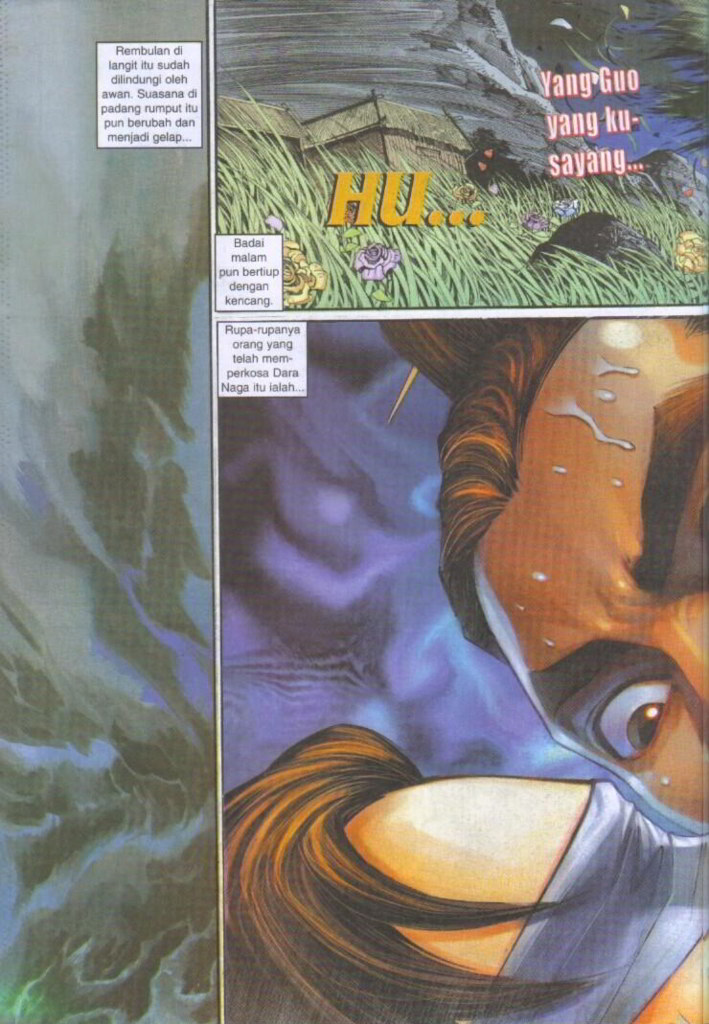 Rembulan di
langit itu sudah
dilindungi oleh
awan. Suasana di
padang rumput itu
pun berubah dan
menjadi gelap...
Yang Guo
yang ku-
sayang...
HU...
Badai
malam
pun bertiup
dengan
kencang.
Rupa-rupanya
orang yang
telah mem-
perkosa Dara
Naga itu ialah...